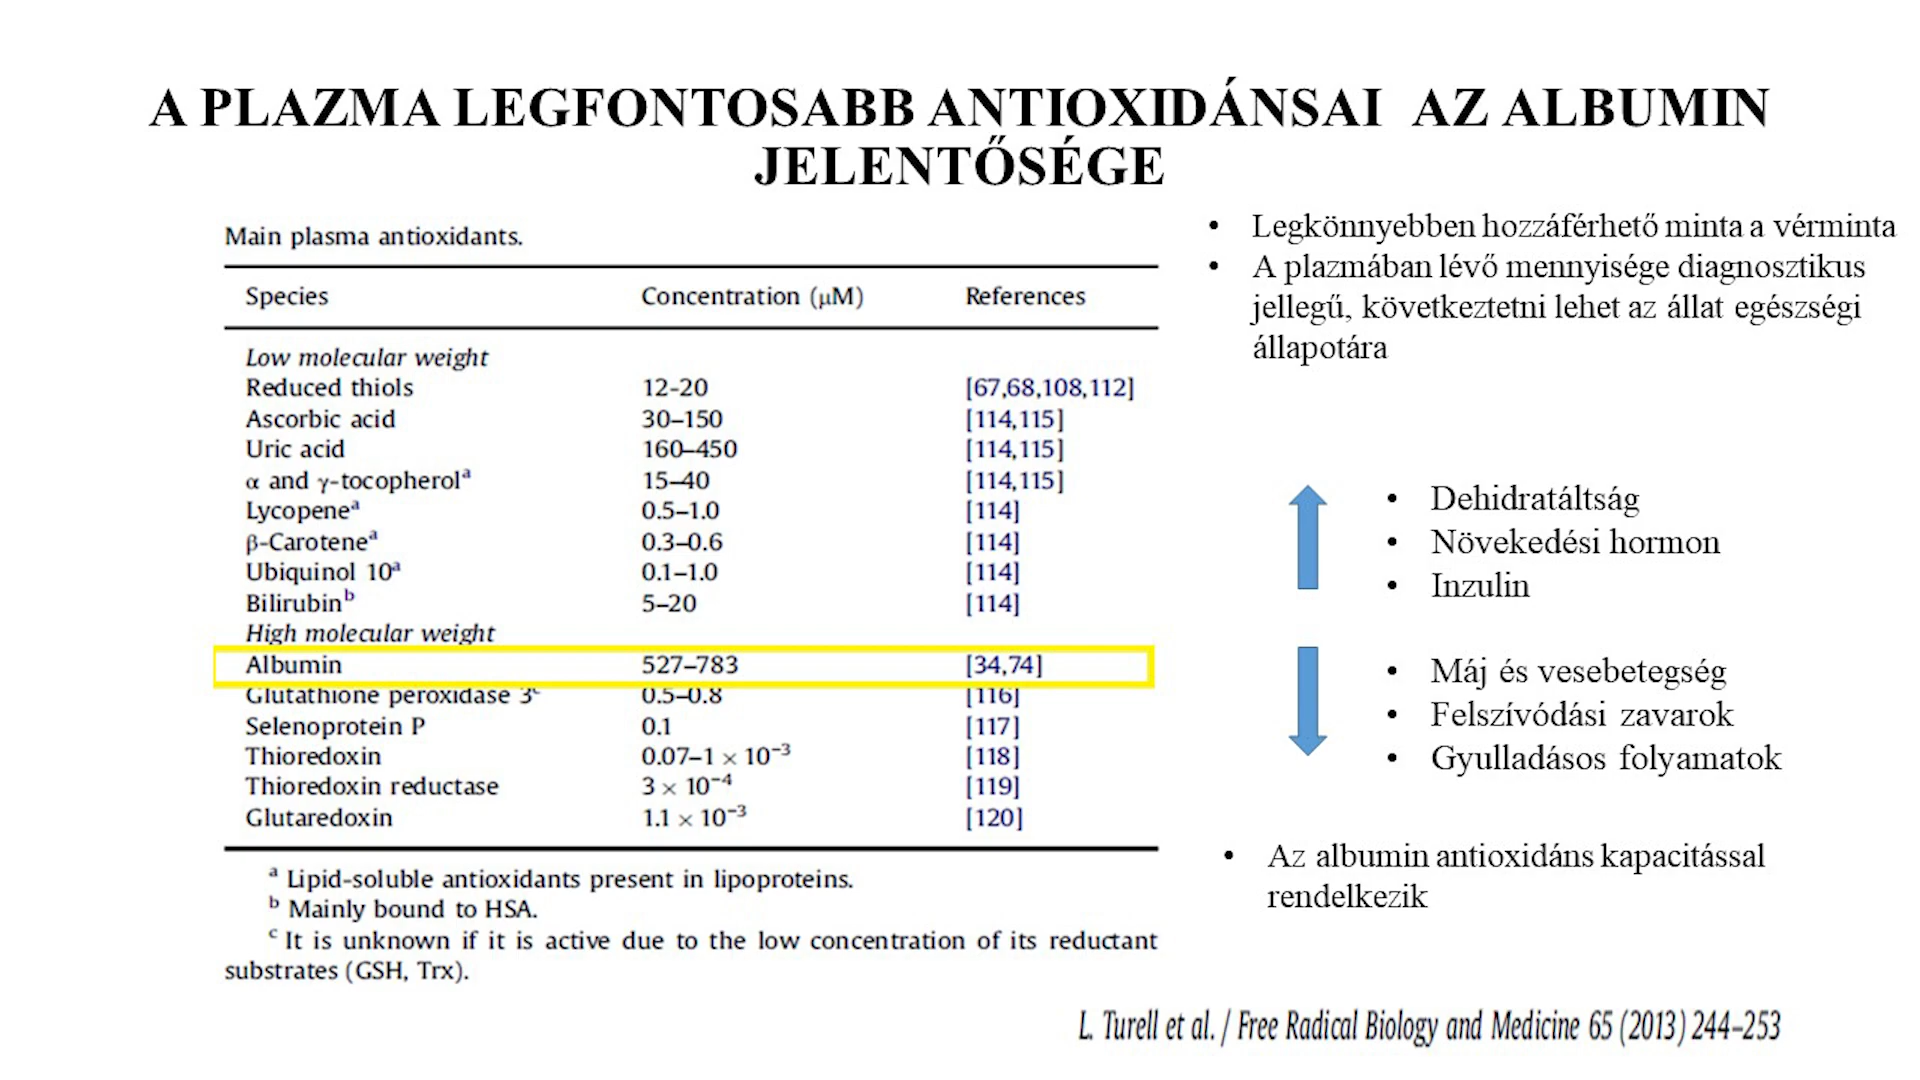 A PLAZMA LEGFONTOSABB ANTIOXIDÁNSAI AZ ALBUMIN
JELENTŐSÉGE
Main plasma antioxidants.
Species Concentration (μM) References
Low molecular weight
Reduced thiols 12-20 [67,68,108,112]
Ascorbic acid 30–150 [114,115]
Uric acid 160–450 [114,115]
α and γ-tocopherolᵃ 15–40 [114,115]
Lycopeneᵃ 0.5–1.0 [114]
β-Caroteneᵃ 0.3–0.6 [114]
Ubiquinol 10ᵃ 0.1–1.0 [114]
Bilirubinᵇ 5–20 [114]
High molecular weight
Albumin 527–783 [34,74]
Glutathione peroxidase 3ᶜ 0.5–0.8 [116]
Selenoprotein P 0.1 [117]
Thioredoxin 0.07–1 × 10⁻³ [118]
Thioredoxin reductase 3 × 10⁻⁴ [119]
Glutaredoxin 1.1 × 10⁻³ [120]
ᵃ Lipid-soluble antioxidants present in lipoproteins.
ᵇ Mainly bound to HSA.
ᶜ It is unknown if it is active due to the low concentration of its reductant
substrates (GSH, Trx).
• Legkönnyebben hozzáférhető minta a vérminta
• A plazmában lévő mennyisége diagnosztikus
jellegű, következtetni lehet az állat egészségi
állapotára
• Dehidratáltság
• Növekedési hormon
• Inzulin
• Máj és vesebetegség
• Felszívódási zavarok
• Gyulladásos folyamatok
• Az albumin antioxidáns kapacitással
rendelkezik
L. Turell et al. / Free Radical Biology and Medicine 65 (2013) 244–253